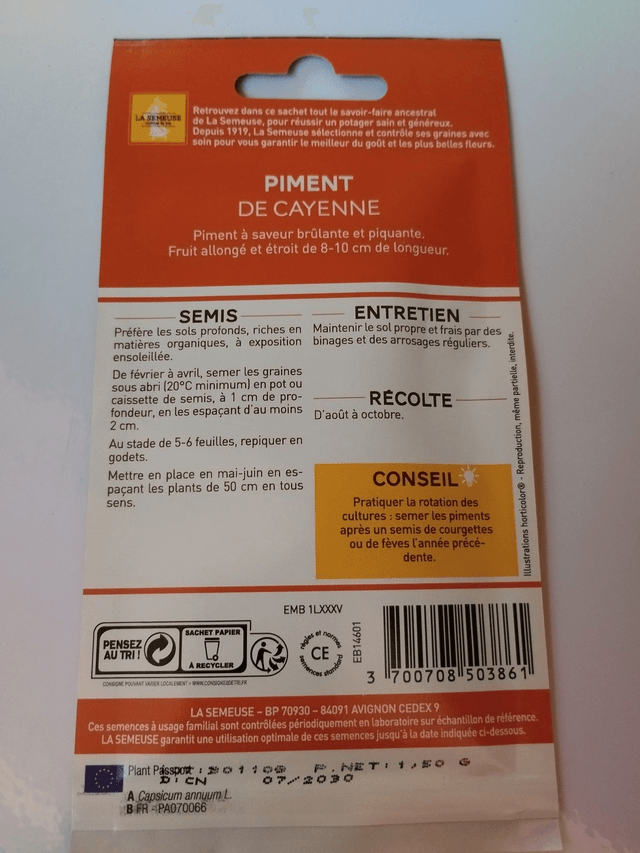 LA SEMEUSE
Retrouvez dans ce sachet tout le savoir-faire ancestral
de La Semeuse, pour réussir un potager sain et généreux.
Depuis 1919, La Semeuse sélectionne et contrôle ses graines avec
soin pour vous garantir le meilleur du goût et les plus belles fleurs.
PIMENT
DE CAYENNE
Piment à saveur brûlante et piquante.
Fruit allongé et étroit de 8-10 cm de longueur.
SEMIS
Préfère les sols profonds, riches en
matières organiques, à exposition
ensoleillée.
De février à avril, semer les graines
sous abri (20°C minimum) en pot ou
caissette de semis, à 1 cm de pro-
fondeur, en les espaçant d'au moins
2 cm.
Au stade de 5-6 feuilles, repiquer en
godets.
Mettre en place en mai-juin en es-
paçant les plants de 50 cm en tous
sens.
ENTRETIEN
Maintenir le sol propre et frais par des
binages et des arrosages réguliers.
RÉCOLTE
D'août à octobre.
CONSEIL
Pratiquer la rotation des
cultures : semer les piments
après un semis de courgettes
ou de fèves l'année précé-
dente.
Illustrations horticolor® - Reproduction, même partielle, interdite.
EMB 1LXXXV
PENSEZ
AU TRI !
SACHET PAPIER
À RECYCLER
CONSIGNE POUVANT VARIER LOCALEMENT • WWW.CONSIGNESDETRI.FR
règles et normes
CE
semences standard
EB14601
3 700708 503861
LA SEMEUSE – BP 70930 – 84091 AVIGNON CEDEX 9
Ces semences à usage familial sont contrôlées périodiquement en laboratoire sur échantillon de référence.
LA SEMEUSE garantit une utilisation optimale de ces semences jusqu'à la date indiquée ci-dessous.
Plant Passport
P.NET: 1,50 G
CN 07/2030
A Capsicum annuum L.
B FR - PA070066